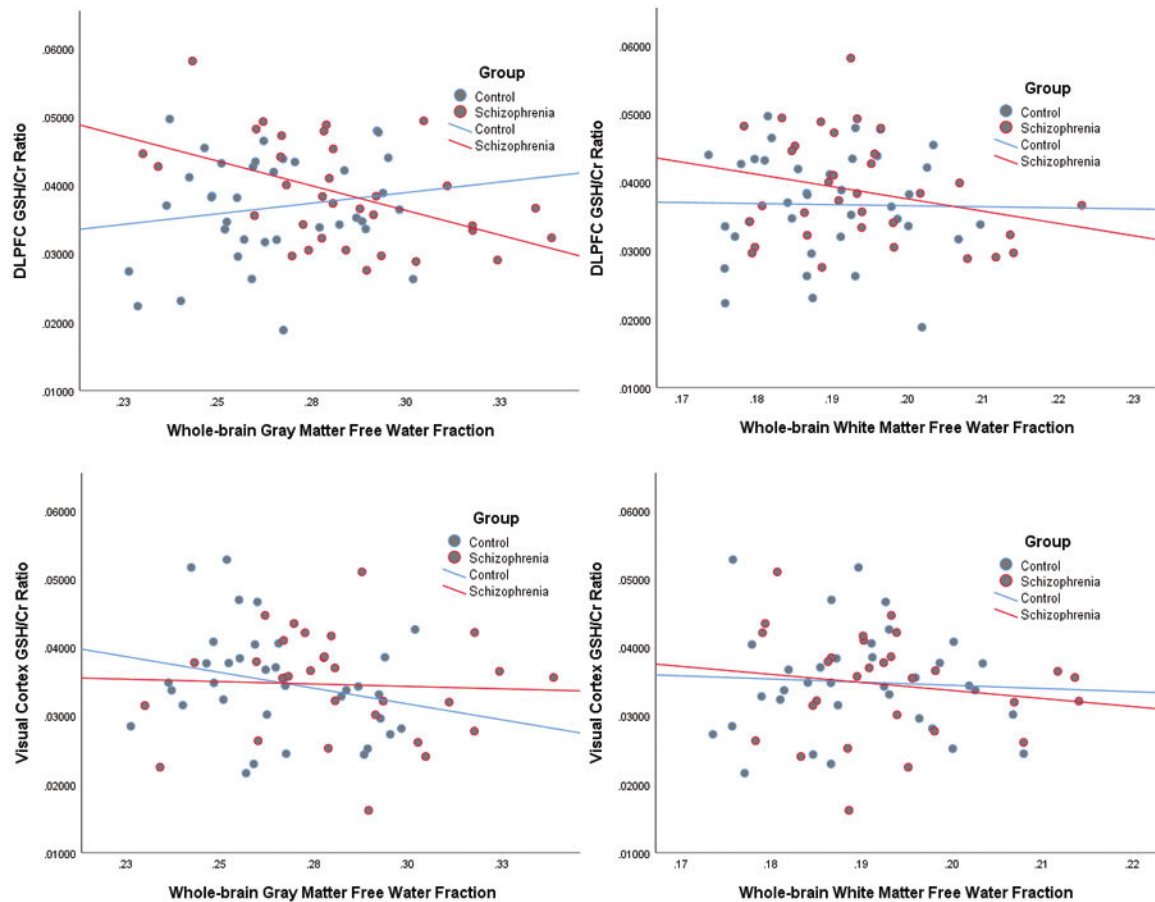 .06000
.05000
.04000
.03000
.02000
.01000
DLPFC GSH/Cr Ratio
Group
Control
Schizophrenia
Control
Schizophrenia
.23 .25 .28 .30 .33
Whole-brain Gray Matter Free Water Fraction
.06000
.05000
.04000
.03000
.02000
.01000
DLPFC GSH/Cr Ratio
Group
Control
Schizophrenia
Control
Schizophrenia
.17 .18 .19 .20 .21 .22 .23
Whole-brain White Matter Free Water Fraction
.06000
.05000
.04000
.03000
.02000
.01000
Visual Cortex GSH/Cr Ratio
Group
Control
Schizophrenia
Control
Schizophrenia
.23 .25 .28 .30 .33
Whole-brain Gray Matter Free Water Fraction
.06000
.05000
.04000
.03000
.02000
.01000
Visual Cortex GSH/Cr Ratio
Group
Control
Schizophrenia
Control
Schizophrenia
.17 .18 .19 .20 .21 .22
Whole-brain White Matter Free Water Fraction